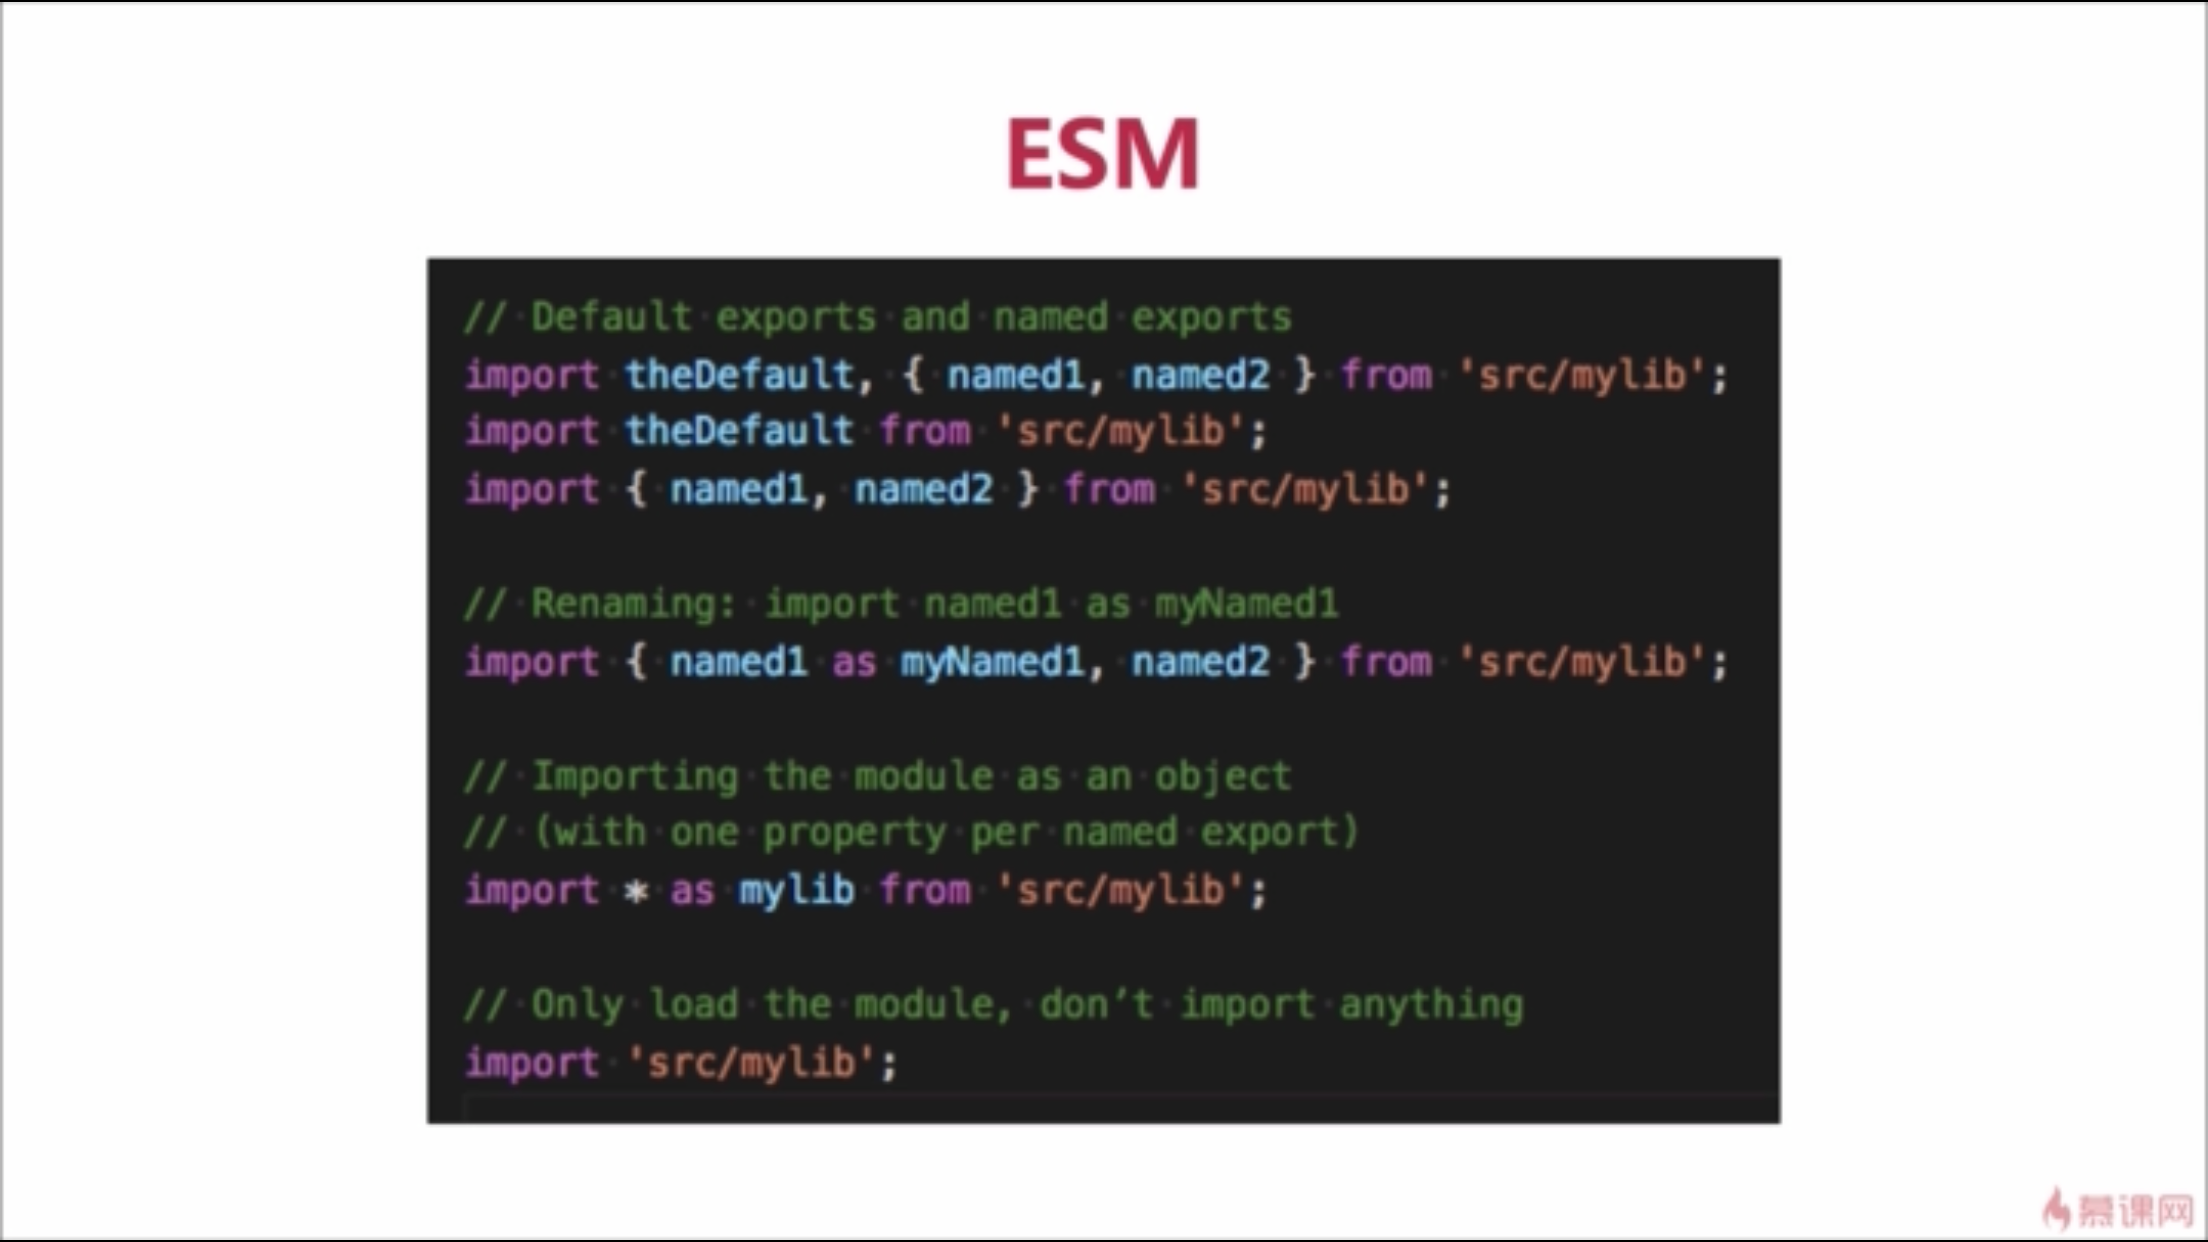 ESM
// Default exports and named exports
import theDefault, { named1, named2 } from 'src/mylib';
import theDefault from 'src/mylib';
import { named1, named2 } from 'src/mylib';
// Renaming: import named1 as myNamed1
import { named1 as myNamed1, named2 } from 'src/mylib';
// Importing the module as an object
// (with one property per named export)
import * as mylib from 'src/mylib';
// Only load the module, don’t import anything
import 'src/mylib';
慕课网